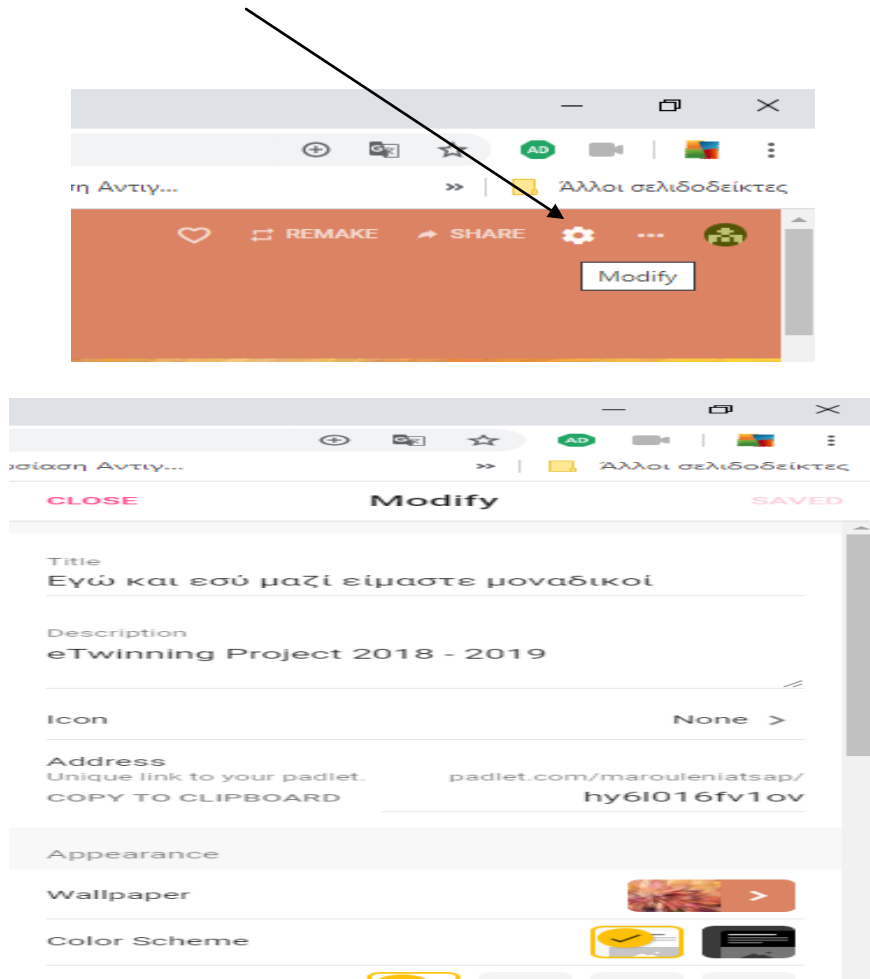 AD
ση Αντιγ...
»
Άλλοι σελιδοδείκτες
REMAKE
SHARE
Modify
AD
υσίαση Αντιγ...
»
Άλλοι σελιδοδείκτες
CLOSE
Modify
SAVED
Title
Εγώ και εσύ μαζί είμαστε μοναδικοί
Description
eTwinning Project 2018 - 2019
Icon
None >
Address
Unique link to your padlet.
padlet.com/marouleniatsap/
COPY TO CLIPBOARD
hy6l016fv1ov
Appearance
Wallpaper
Color Scheme